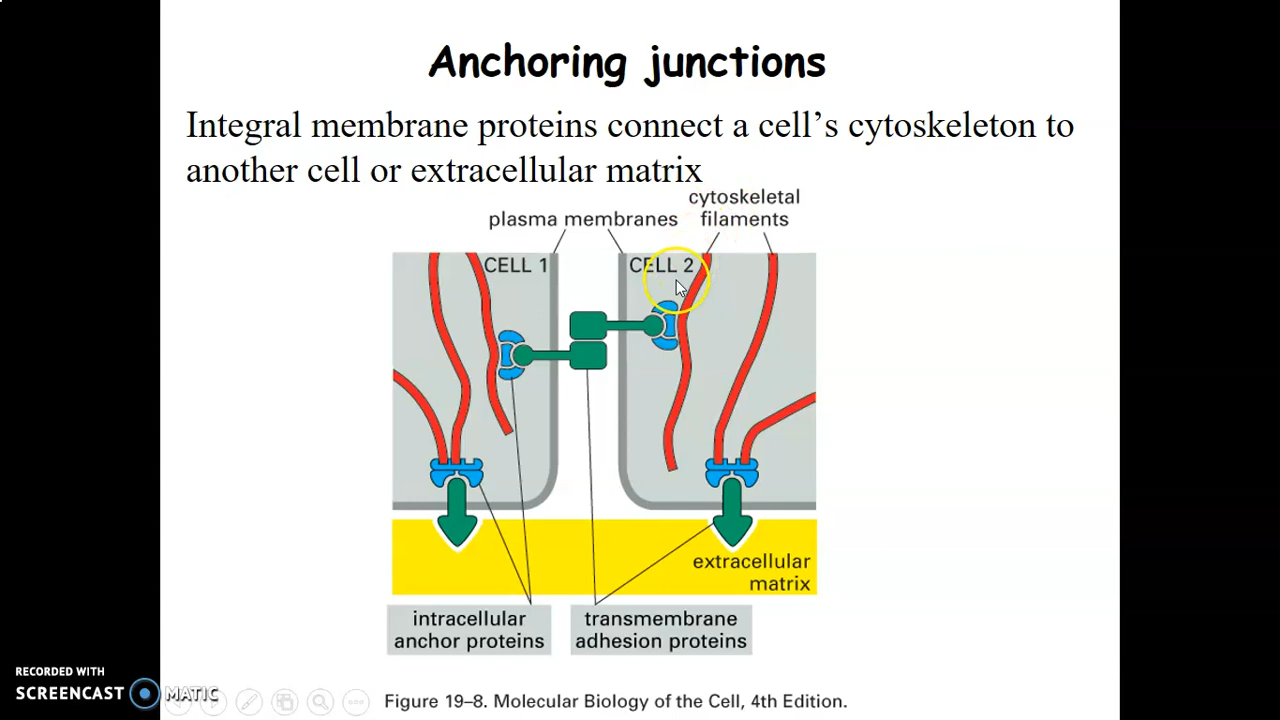 Anchoring junctions
Integral membrane proteins connect a cell’s cytoskeleton to
another cell or extracellular matrix
cytoskeletal
filaments
plasma membranes
CELL 1
CELL 2
extracellular
matrix
intracellular
anchor proteins
transmembrane
adhesion proteins
RECORDED WITH
SCREENCAST MATIC
Figure 19–8. Molecular Biology of the Cell, 4th Edition.